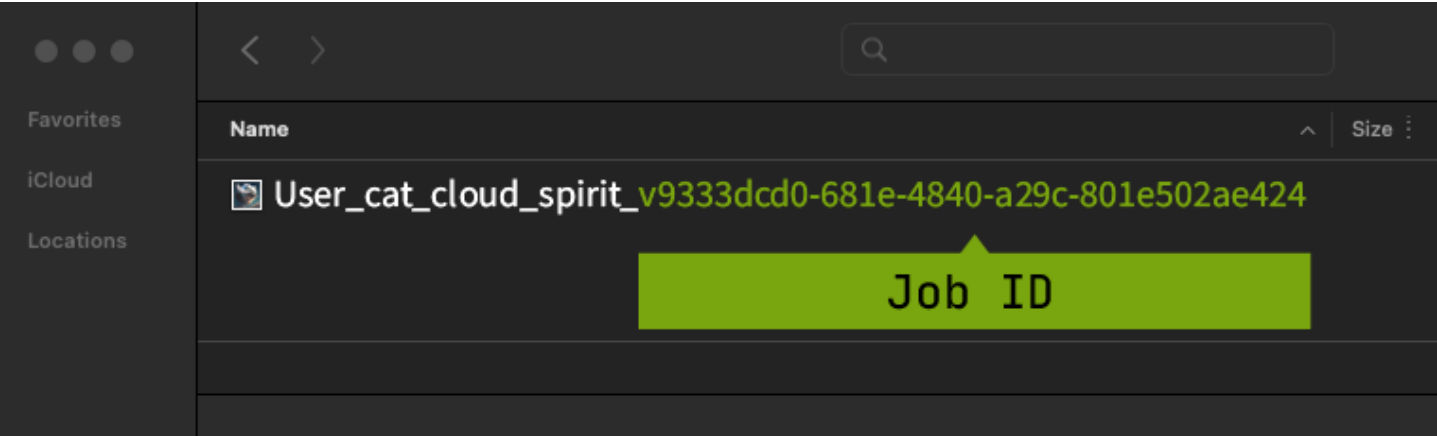 Favorites
iCloud
Locations
Name
Size
User_cat_cloud_spirit_v9333dcd0-681e-4840-a29c-801e502ae424
Job ID